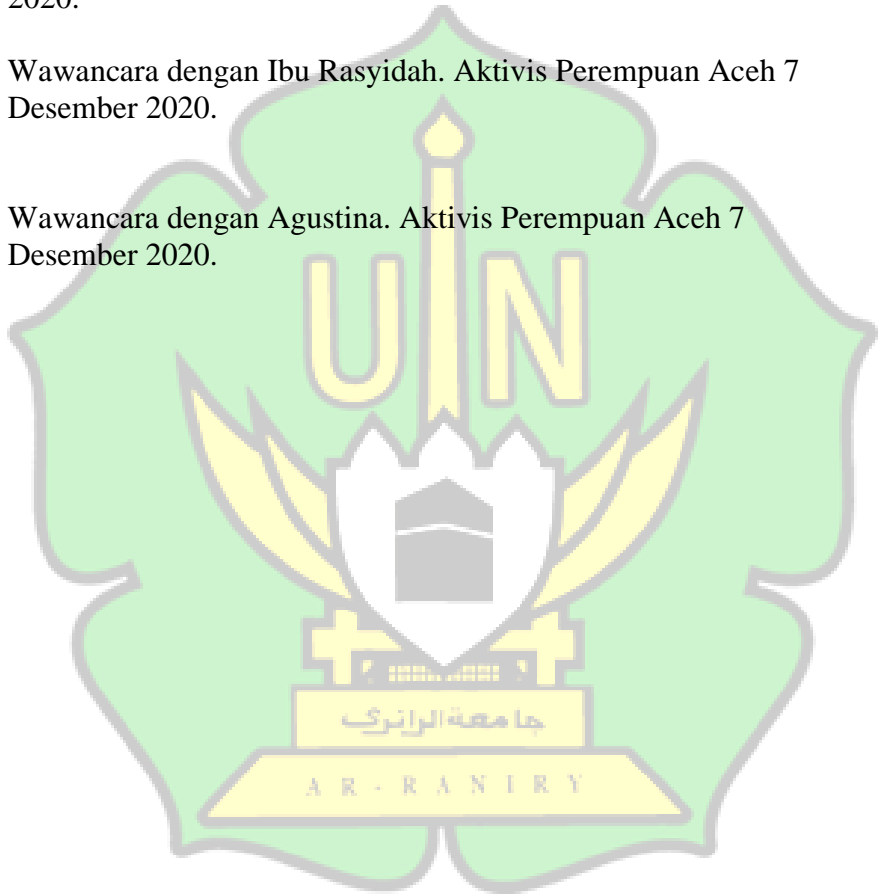 2020.
Wawancara dengan Ibu Rasyidah. Aktivis Perempuan Aceh 7
Desember 2020.
Wawancara dengan Agustina. Aktivis Perempuan Aceh 7
Desember 2020.
UIN
جامعة الرانري
AR-RANIRY